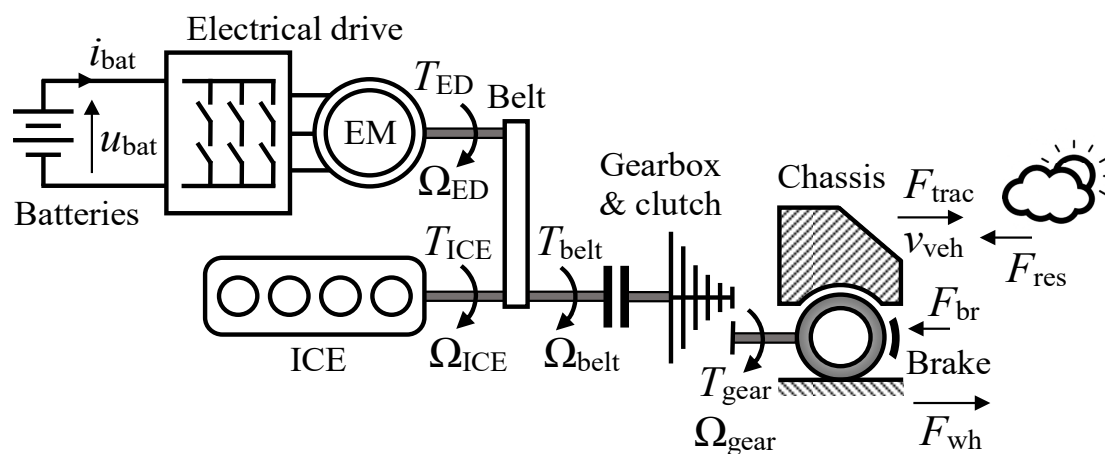 Electrical drive
i_bat
u_bat
Batteries
EM
T_ED
Ω_ED
Belt
Gearbox
& clutch
Chassis
F_trac
v_veh
F_res
T_ICE
Ω_ICE
ICE
T_belt
Ω_belt
F_br
Brake
T_gear
Ω_gear
F_wh